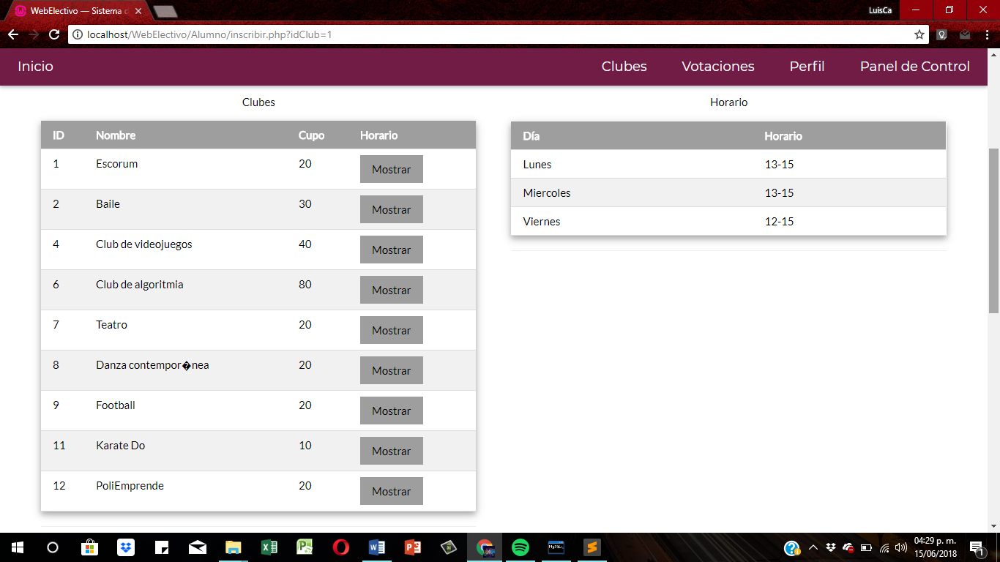 WebElectivo — Sistema d
LuisCa
localhost/WebElectivo/Alumno/inscribir.php?idClub=1
Inicio
Clubes
Votaciones
Perfil
Panel de Control
Clubes
ID Nombre Cupo Horario
1 Escorum 20 Mostrar
2 Baile 30 Mostrar
4 Club de videojuegos 40 Mostrar
6 Club de algoritmia 80 Mostrar
7 Teatro 20 Mostrar
8 Danza contempor�nea 20 Mostrar
9 Football 20 Mostrar
11 Karate Do 10 Mostrar
12 PoliEmprende 20 Mostrar
Horario
Día Horario
Lunes 13-15
Miercoles 13-15
Viernes 12-15
04:29 p. m.
15/06/2018
1